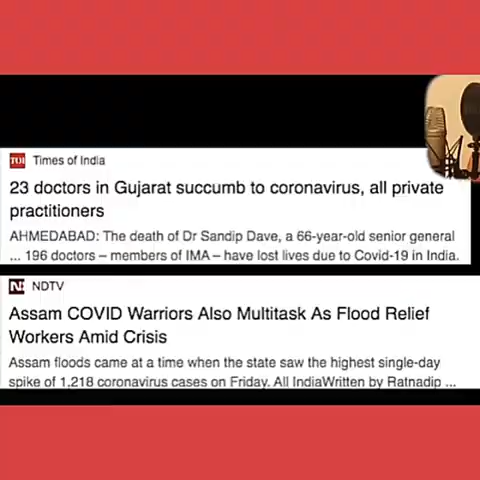 TOI Times of India
23 doctors in Gujarat succumb to coronavirus, all private
practitioners
AHMEDABAD: The death of Dr Sandip Dave, a 66-year-old senior general
... 196 doctors – members of IMA – have lost lives due to Covid-19 in India.
N NDTV
Assam COVID Warriors Also Multitask As Flood Relief
Workers Amid Crisis
Assam floods came at a time when the state saw the highest single-day
spike of 1,218 coronavirus cases on Friday. All IndiaWritten by Ratnadip ...